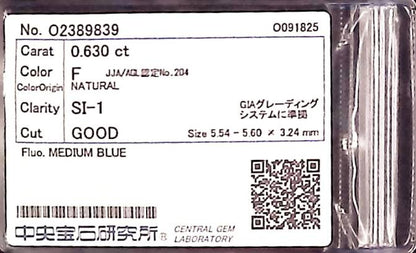 No. O2389839 O091825
Carat 0.630 ct
Color F JJA/AGL認定No.204
ColorOrigin NATURAL
Clarity SI-1 GIAグレーディング
システムに準拠
Cut GOOD Size 5.54 - 5.60 × 3.24 mm
Fluo. MEDIUM BLUE
中央宝石研究所® CENTRAL GEM
LABORATORY